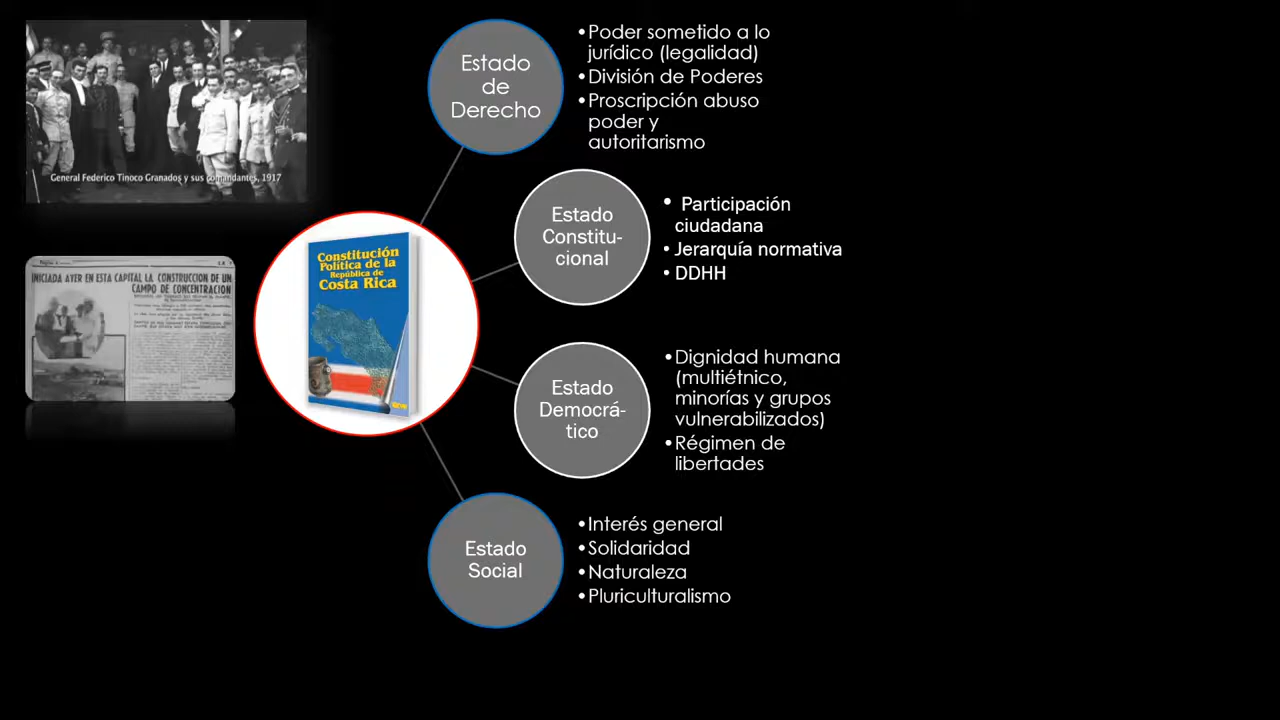 General Federico Tinoco Granados y sus comandantes, 1917
INICIADA AYER EN ESTA CAPITAL LA CONSTRUCCION DE UN
CAMPO DE CONCENTRACION
Constitución
Política de la
República de
Costa Rica
Estado
de
Derecho
•Poder sometido a lo
jurídico (legalidad)
•División de Poderes
•Proscripción abuso
poder y
autoritarismo
Estado
Constitu-
cional
• Participación
ciudadana
• Jerarquía normativa
• DDHH
Estado
Democrá-
tico
•Dignidad humana
(multiétnico,
minorías y grupos
vulnerabilizados)
•Régimen de
libertades
Estado
Social
•Interés general
•Solidaridad
•Naturaleza
•Pluriculturalismo